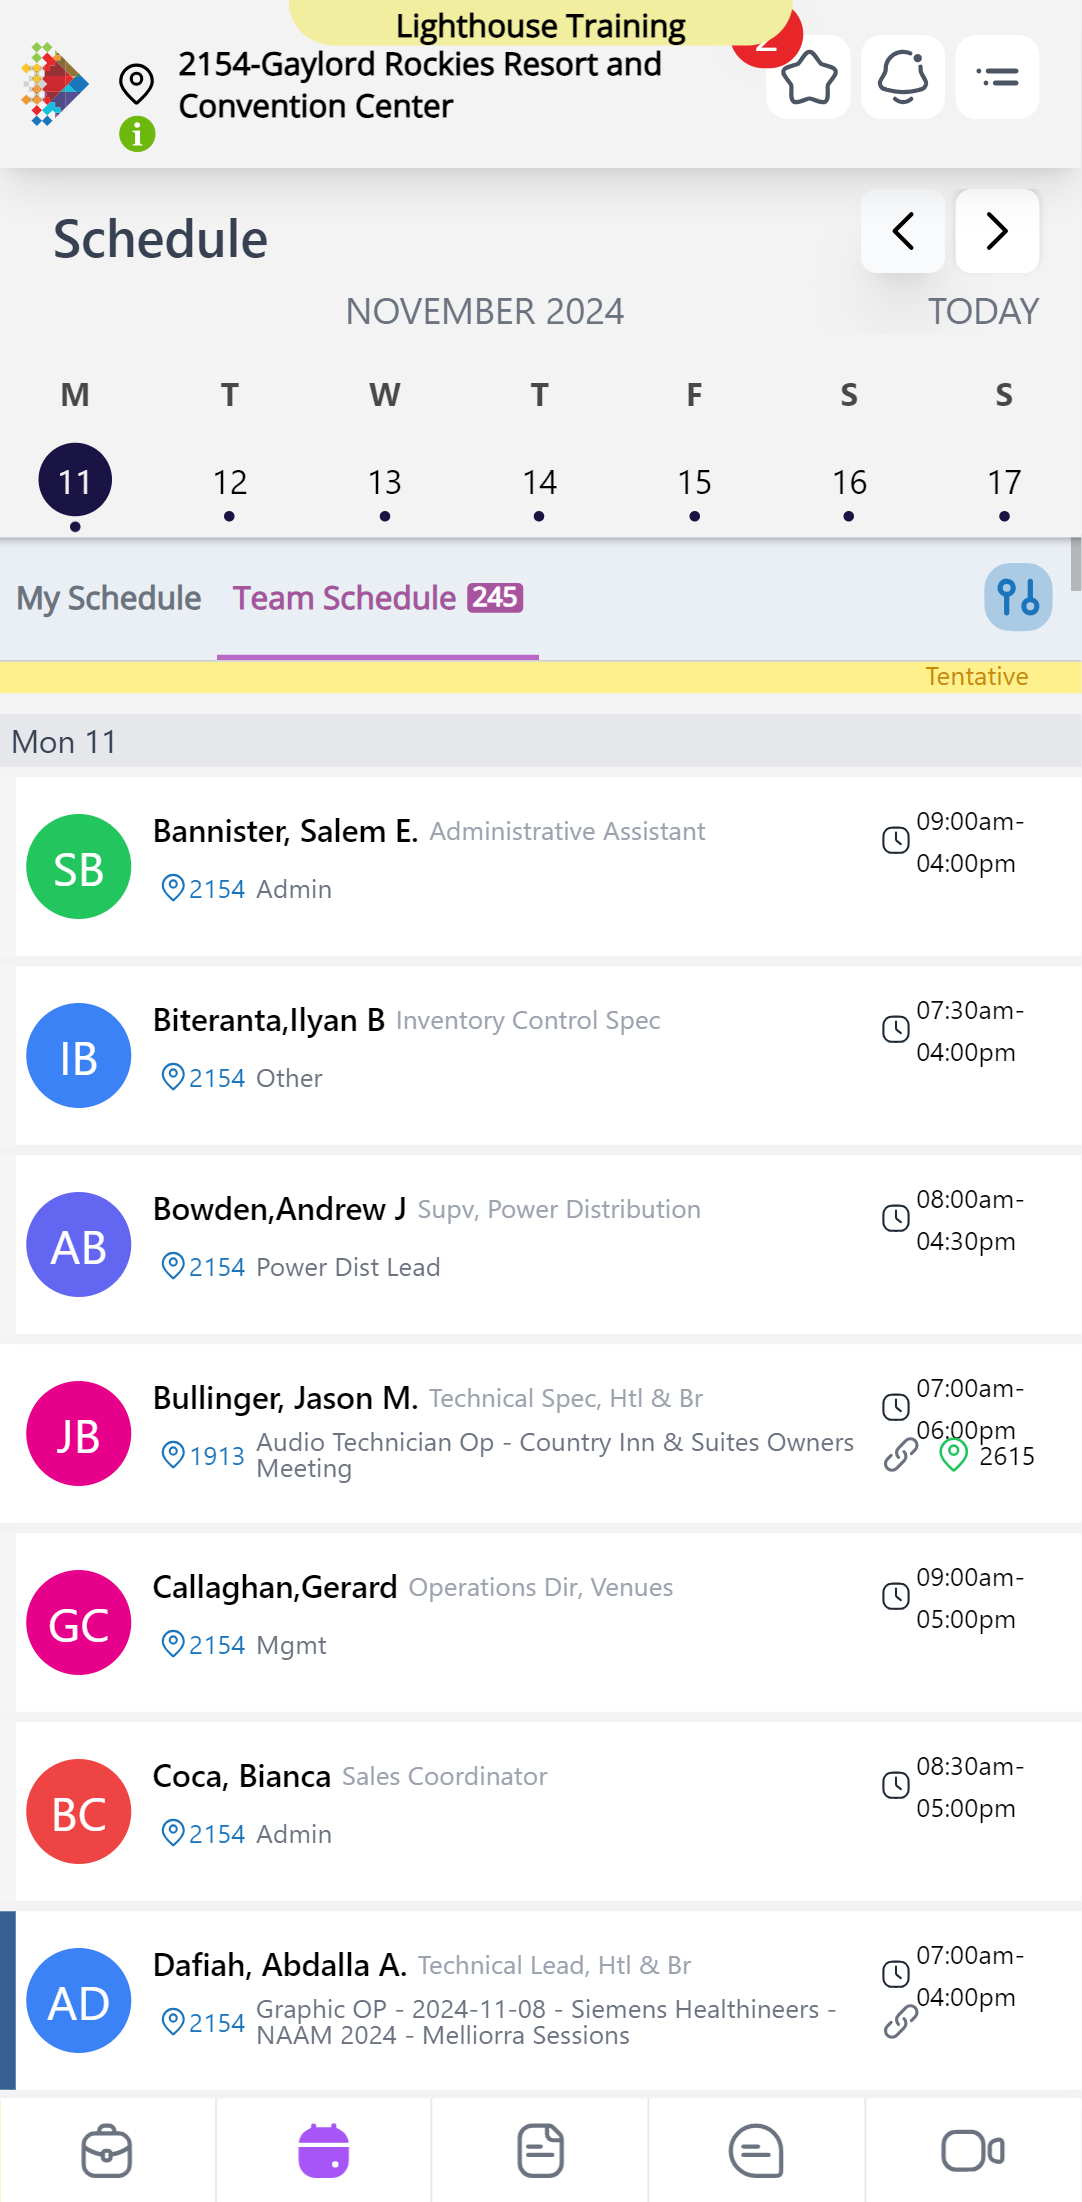 Lighthouse Training
2154-Gaylord Rockies Resort and
Convention Center
2
i
Schedule
NOVEMBER 2024
TODAY
M T W T F S S
11 12 13 14 15 16 17
My Schedule Team Schedule 245
Tentative
Mon 11
SB
Bannister, Salem E. Administrative Assistant
2154 Admin
09:00am-
04:00pm
IB
Biteranta,Ilyan B Inventory Control Spec
2154 Other
07:30am-
04:00pm
AB
Bowden,Andrew J Supv, Power Distribution
2154 Power Dist Lead
08:00am-
04:30pm
JB
Bullinger, Jason M. Technical Spec, Htl & Br
1913 Audio Technician Op - Country Inn & Suites Owners
Meeting
07:00am-
06:00pm
2615
GC
Callaghan,Gerard Operations Dir, Venues
2154 Mgmt
09:00am-
05:00pm
BC
Coca, Bianca Sales Coordinator
2154 Admin
08:30am-
05:00pm
AD
Dafiah, Abdalla A. Technical Lead, Htl & Br
2154 Graphic OP - 2024-11-08 - Siemens Healthineers -
NAAM 2024 - Melliorra Sessions
07:00am-
04:00pm